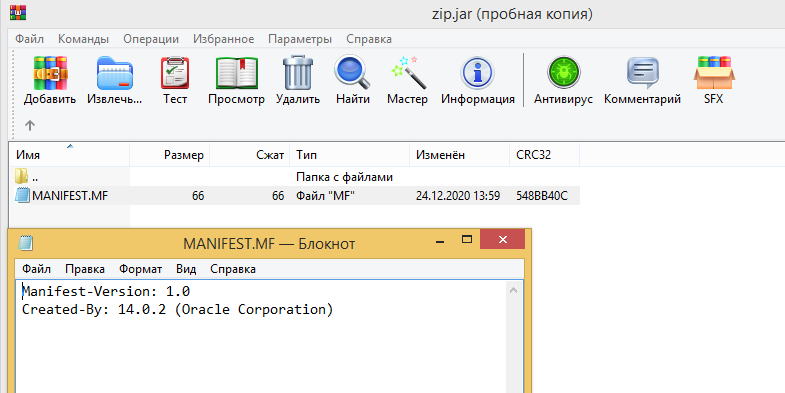 zip.jar (пробная копия)
Файл Команды Операции Избранное Параметры Справка
Добавить Извлечь... Тест Просмотр Удалить Найти Мастер Информация Антивирус Комментарий SFX
Имя Размер Сжат Тип Изменён CRC32
.. Папка с файлами
MANIFEST.MF 66 66 Файл "MF" 24.12.2020 13:59 548BB40C
MANIFEST.MF — Блокнот
Файл Правка Формат Вид Справка
Manifest-Version: 1.0
Created-By: 14.0.2 (Oracle Corporation)